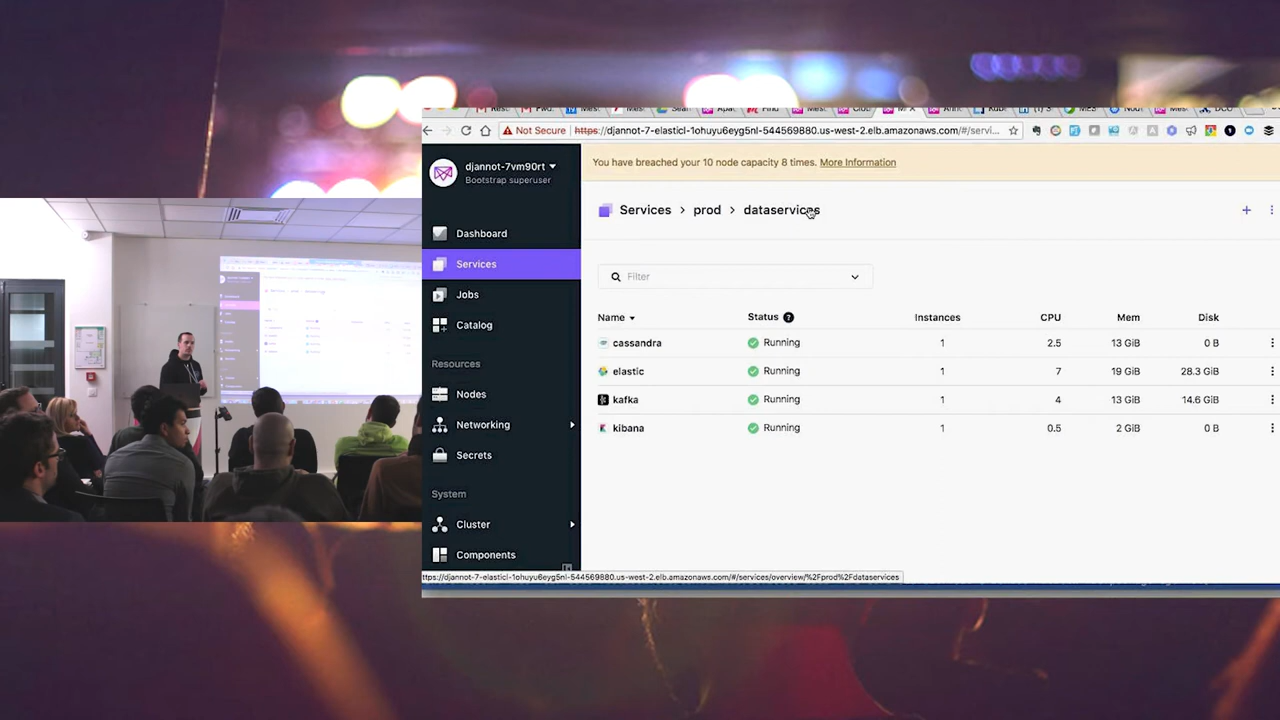 Not Secure https://djannot-7-elasticl-1ohuyu6eyg5nl-544569880.us-west-2.elb.amazonaws.com/#/servi...
djannot-7vm90rt
Bootstrap superuser
You have breached your 10 node capacity 8 times. More Information
Services > prod > dataservices
Dashboard
Services
Jobs
Catalog
Resources
Nodes
Networking
Secrets
System
Cluster
Components
Filter
Name Status ? Instances CPU Mem Disk
cassandra Running 1 2.5 13 GiB 0 B
elastic Running 1 7 19 GiB 28.3 GiB
kafka Running 1 4 13 GiB 14.6 GiB
kibana Running 1 0.5 2 GiB 0 B
ttps://djannot-7-elasticl-1ohuyu6eyg5nl-544569880.us-west-2.elb.amazonaws.com/#/services/overview/%2Fprod%2Fdataservices